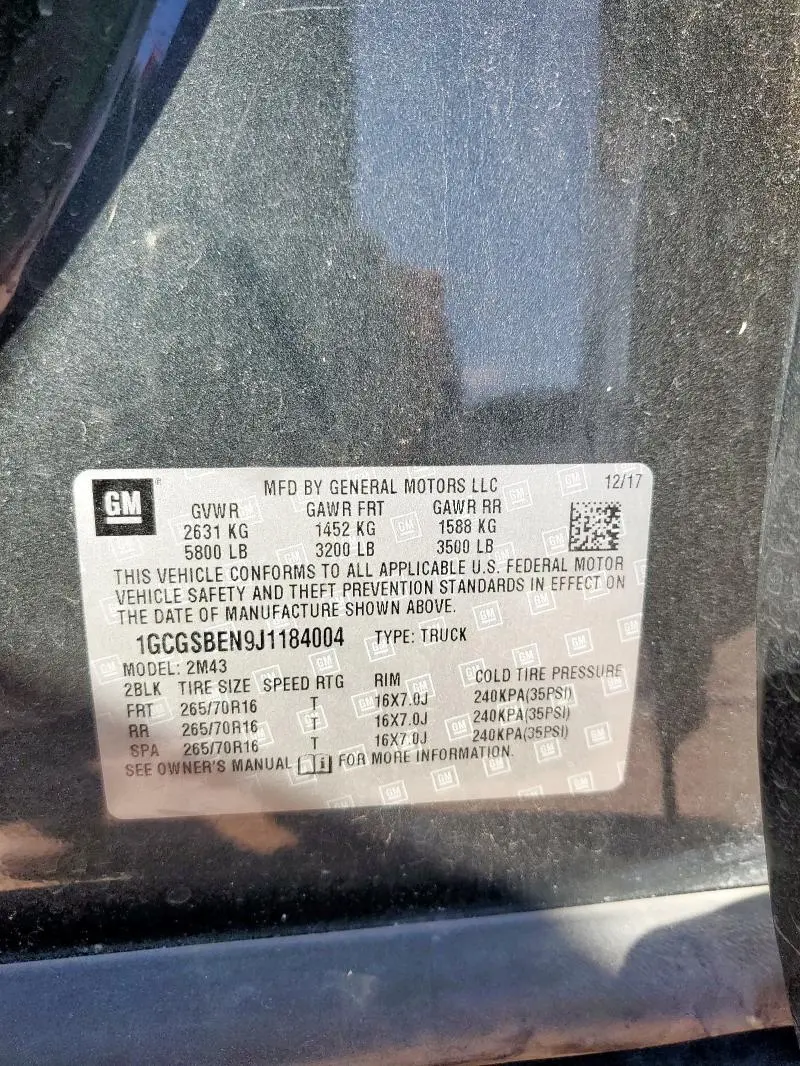 GM
MFD BY GENERAL MOTORS LLC 12/17
GVWR GAWR FRT GAWR RR
2631 KG 1452 KG 1588 KG
5800 LB 3200 LB 3500 LB
THIS VEHICLE CONFORMS TO ALL APPLICABLE U.S. FEDERAL MOTOR
VEHICLE SAFETY AND THEFT PREVENTION STANDARDS IN EFFECT ON
THE DATE OF MANUFACTURE SHOWN ABOVE.
1GCGSBEN9J1184004 TYPE: TRUCK
MODEL: 2M43
2BLK TIRE SIZE SPEED RTG RIM COLD TIRE PRESSURE
FRT 265/70R16 T 16X7.0J 240KPA(35PSI)
RR 265/70R16 T 16X7.0J 240KPA(35PSI)
SPA 265/70R16 T 16X7.0J 240KPA(35PSI)
SEE OWNER'S MANUAL FOR MORE INFORMATION.